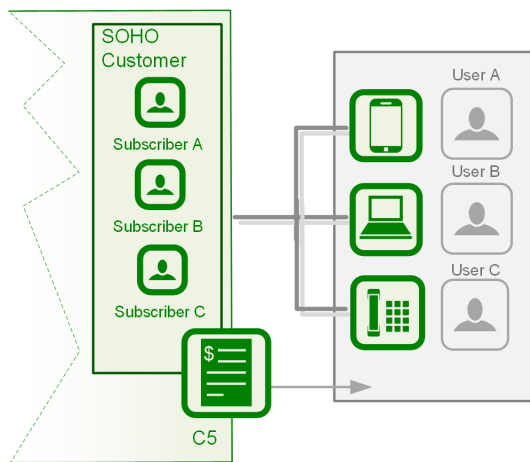 SOHO
Customer
Subscriber A
Subscriber B
Subscriber C
$
C5
User A
User B
User C